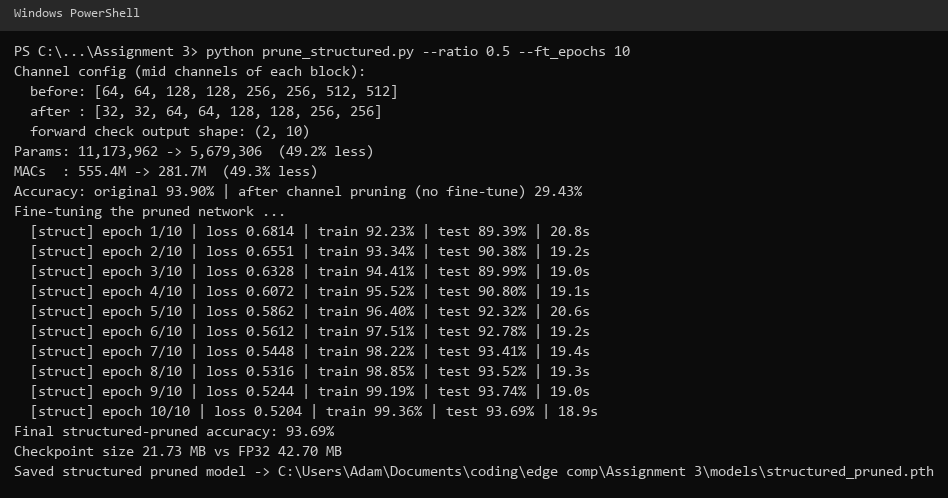 Windows PowerShell
PS C:\...\Assignment 3> python prune_structured.py --ratio 0.5 --ft_epochs 10
Channel config (mid channels of each block):
  before: [64, 64, 128, 128, 256, 256, 512, 512]
  after : [32, 32, 64, 64, 128, 128, 256, 256]
  forward check output shape: (2, 10)
Params: 11,173,962 -> 5,679,306  (49.2% less)
MACs  : 555.4M -> 281.7M  (49.3% less)
Accuracy: original 93.90% | after channel pruning (no fine-tune) 29.43%
Fine-tuning the pruned network ...
  [struct] epoch 1/10 | loss 0.6814 | train 92.23% | test 89.39% | 20.8s
  [struct] epoch 2/10 | loss 0.6551 | train 93.34% | test 90.38% | 19.2s
  [struct] epoch 3/10 | loss 0.6328 | train 94.41% | test 89.99% | 19.0s
  [struct] epoch 4/10 | loss 0.6072 | train 95.52% | test 90.80% | 19.1s
  [struct] epoch 5/10 | loss 0.5862 | train 96.40% | test 92.32% | 20.6s
  [struct] epoch 6/10 | loss 0.5612 | train 97.51% | test 92.78% | 19.2s
  [struct] epoch 7/10 | loss 0.5448 | train 98.22% | test 93.41% | 19.4s
  [struct] epoch 8/10 | loss 0.5316 | train 98.85% | test 93.52% | 19.3s
  [struct] epoch 9/10 | loss 0.5244 | train 99.19% | test 93.74% | 19.0s
  [struct] epoch 10/10 | loss 0.5204 | train 99.36% | test 93.69% | 18.9s
Final structured-pruned accuracy: 93.69%
Checkpoint size 21.73 MB vs FP32 42.70 MB
Saved structured pruned model -> C:\Users\Adam\Documents\coding\edge comp\Assignment 3\models\structured_pruned.pth